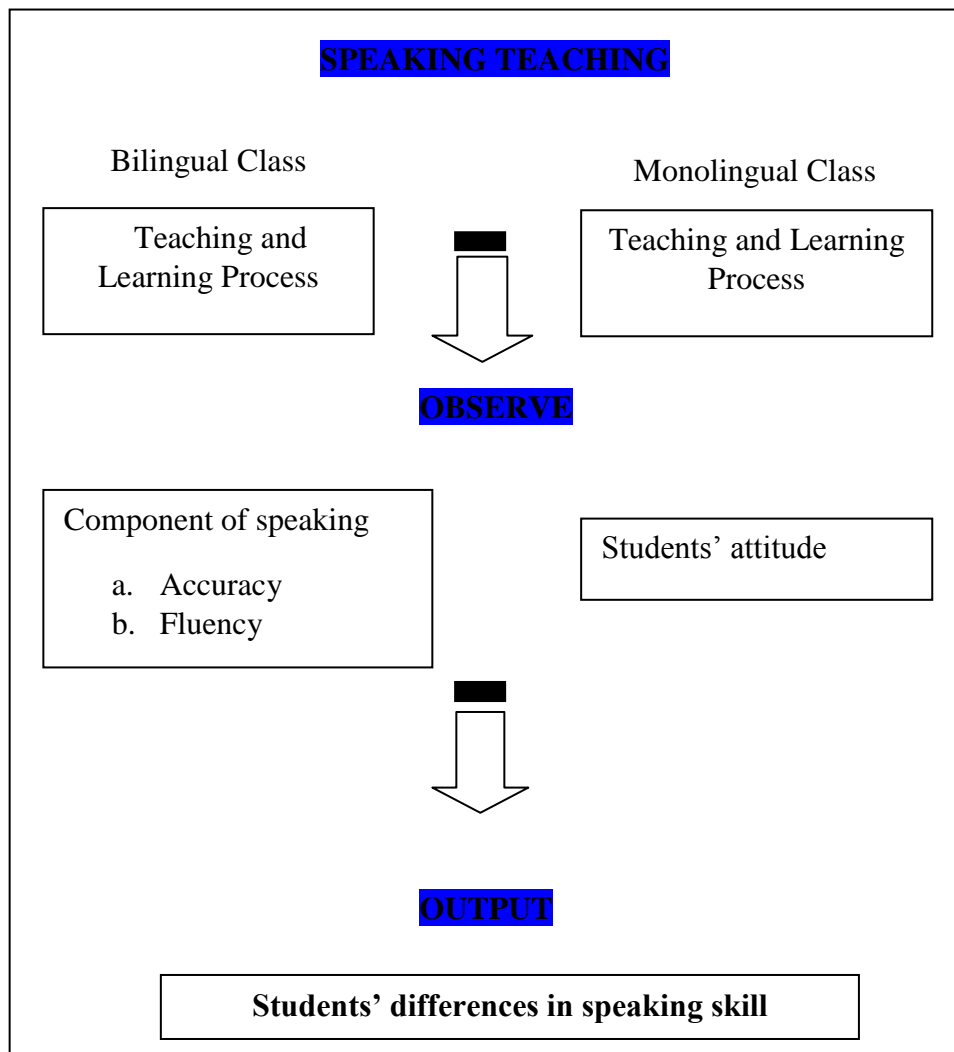 SPEAKING TEACHING
Bilingual Class
Monolingual Class
Teaching and
Learning Process
Teaching and Learning
Process
OBSERVE
Component of speaking
a. Accuracy
b. Fluency
Students’ attitude
OUTPUT
Students’ differences in speaking skill